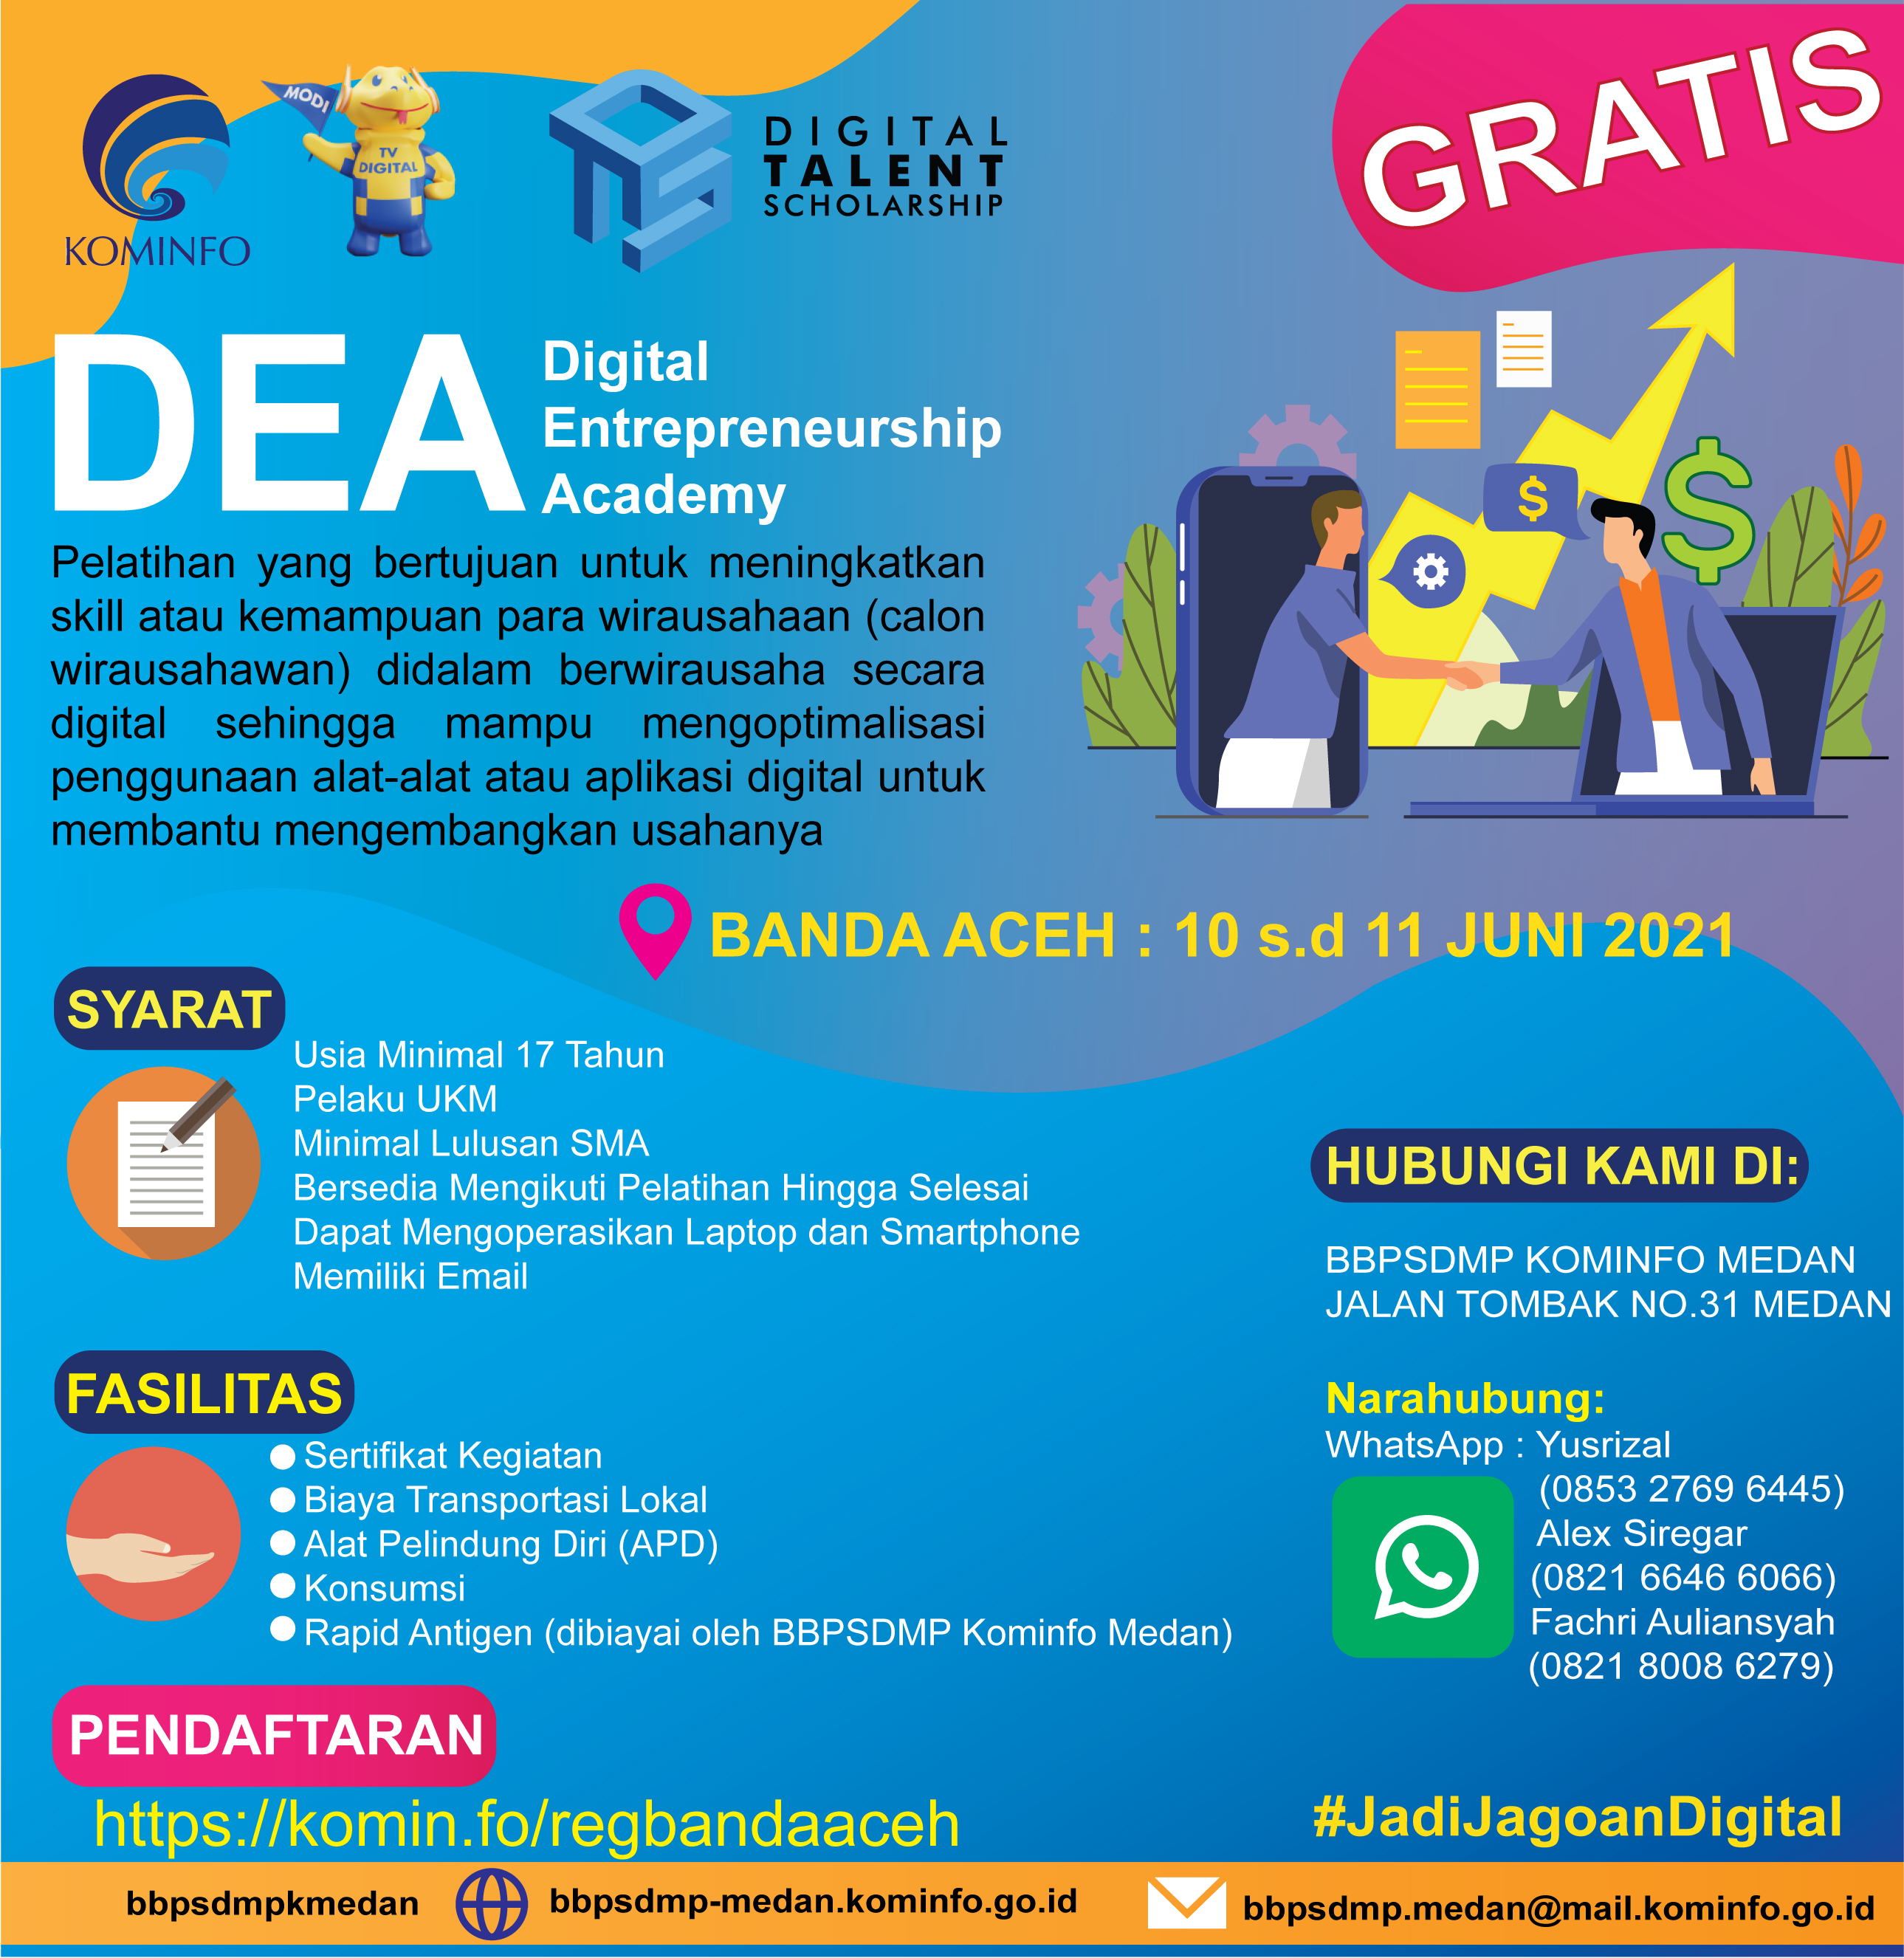 KOMINFO
MODI
TV
DIGITAL
DIGITAL
TALENT
SCHOLARSHIP
GRATIS
DEA
Digital
Entrepreneurship
Academy
Pelatihan yang bertujuan untuk meningkatkan
skill atau kemampuan para wirausahaan (calon
wirausahawan) didalam berwirausaha secara
digital sehingga mampu mengoptimalisasi
penggunaan alat-alat atau aplikasi digital untuk
membantu mengembangkan usahanya
$
$
BANDA ACEH : 10 s.d 11 JUNI 2021
SYARAT
Usia Minimal 17 Tahun
Pelaku UKM
Minimal Lulusan SMA
Bersedia Mengikuti Pelatihan Hingga Selesai
Dapat Mengoperasikan Laptop dan Smartphone
Memiliki Email
FASILITAS
Sertifikat Kegiatan
Biaya Transportasi Lokal
Alat Pelindung Diri (APD)
Konsumsi
Rapid Antigen (dibiayai oleh BBPSDMP Kominfo Medan)
HUBUNGI KAMI DI:
BBPSDMP KOMINFO MEDAN
JALAN TOMBAK NO.31 MEDAN
Narahubung:
WhatsApp : Yusrizal
(0853 2769 6445)
Alex Siregar
(0821 6646 6066)
Fachri Auliansyah
(0821 8008 6279)
PENDAFTARAN
https://komin.fo/regbandaaceh
#JadiJagoanDigital
bbpsdmpkmedan
bbpsdmp-medan.kominfo.go.id
bbpsdmp.medan@mail.kominfo.go.id